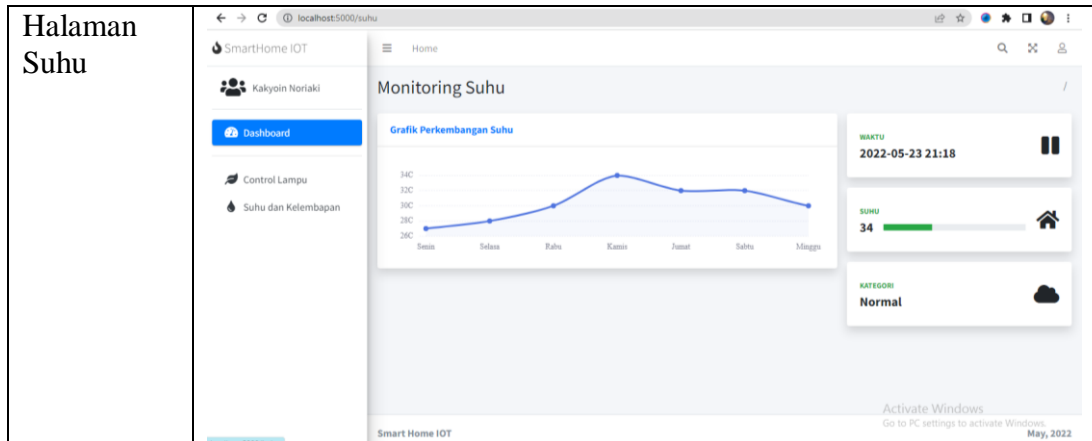 Halaman
Suhu
localhost:5000/suhu
SmartHome IOT
Home
Kakyoin Noriaki
Dashboard
Control Lampu
Suhu dan Kelembapan
Monitoring Suhu
/
Grafik Perkembangan Suhu
34C
32C
30C
28C
26C
Senin Selasa Rabu Kamis Jumat Sabtu Minggu
WAKTU
2022-05-23 21:18
SUHU
34
KATEGORI
Normal
Activate Windows
Go to PC settings to activate Windows.
Smart Home IOT
May, 2022